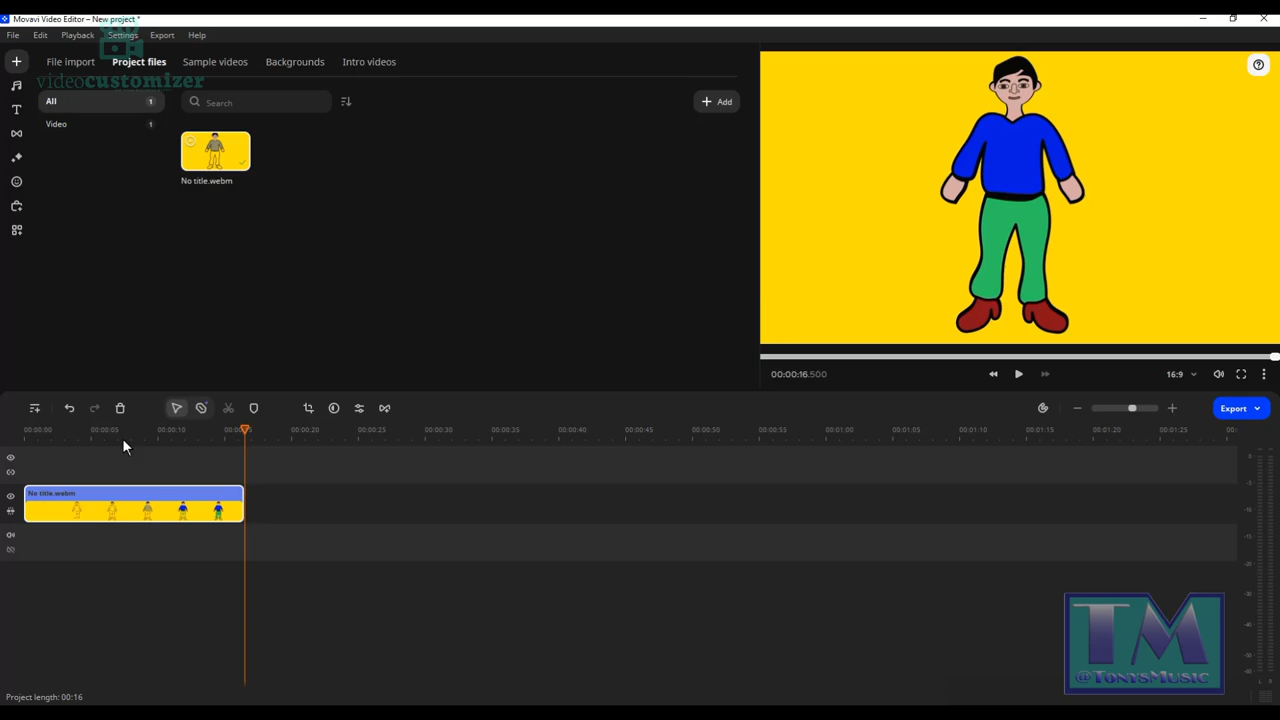 Movavi Video Editor – New project *
File Edit Playback Settings Export Help
videocustomizer
File import Project files Sample videos Backgrounds Intro videos
All 1
Search
Add
Video 1
No title.webm
00:00:16.500
16:9
Export
00:00:00 00:00:05 00:00:10 00:00:20 00:00:25 00:00:30 00:00:35 00:00:40 00:00:45 00:00:50 00:00:55 00:01:00 00:01:05 00:01:10 00:01:15 00:01:20 00:01:25
No title.webm
TM
@TonysMusic
Project length: 00:16